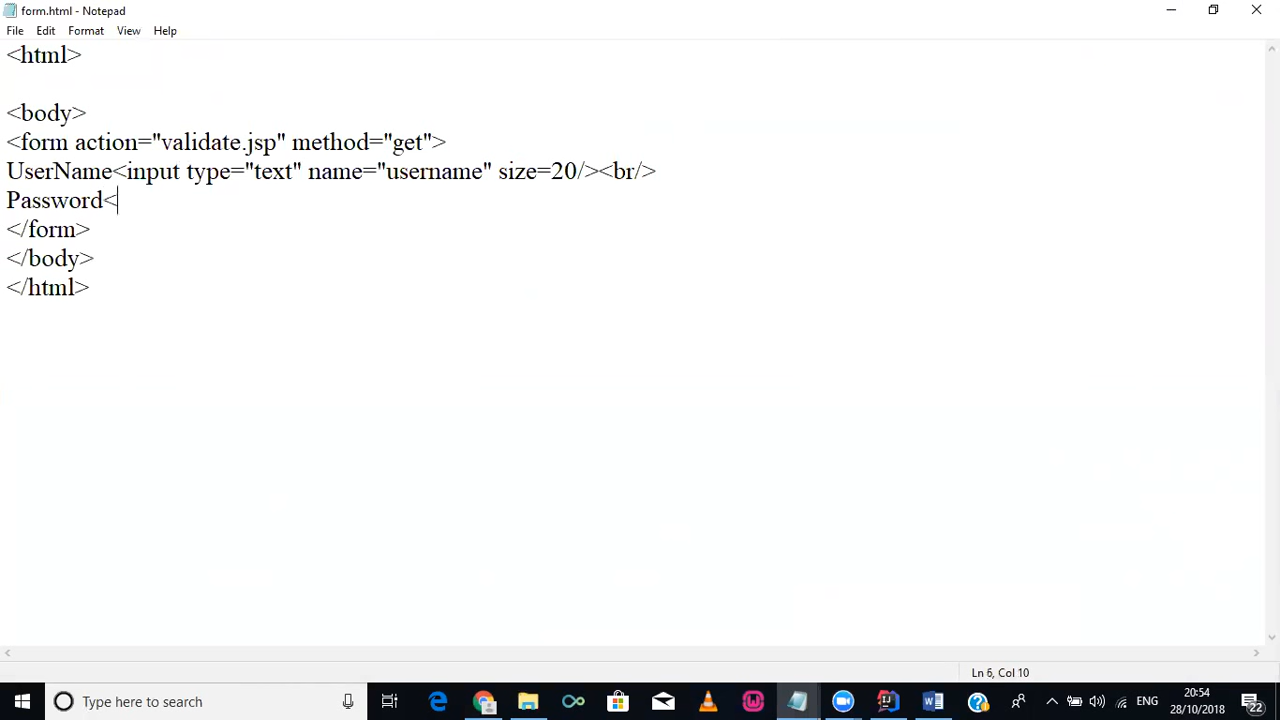 form.html - Notepad
File Edit Format View Help
<html>
<body>
<form action="validate.jsp" method="get">
UserName<input type="text" name="username" size=20/><br/>
Password<
</form>
</body>
</html>
Ln 6, Col 10
Type here to search
ENG
20:54
28/10/2018
22